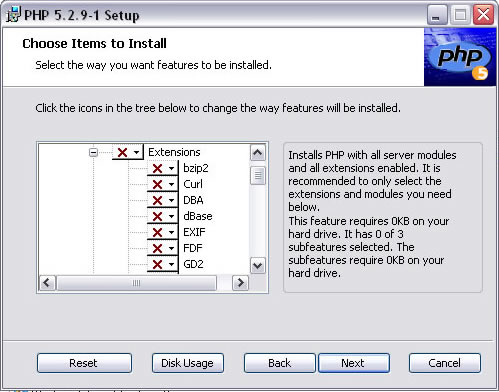 PHP 5.2.9-1 Setup
Choose Items to Install
Select the way you want features to be installed.
php
5
Click the icons in the tree below to change the way features will be installed.
Extensions
bzip2
Curl
DBA
dBase
EXIF
FDF
GD2
Installs PHP with all server modules
and all extensions enabled. It is
recommended to only select the
extensions and modules you need
below.
This feature requires 0KB on your
hard drive. It has 0 of 3
subfeatures selected. The
subfeatures require 0KB on your
hard drive.
Reset
Disk Usage
Back
Next
Cancel